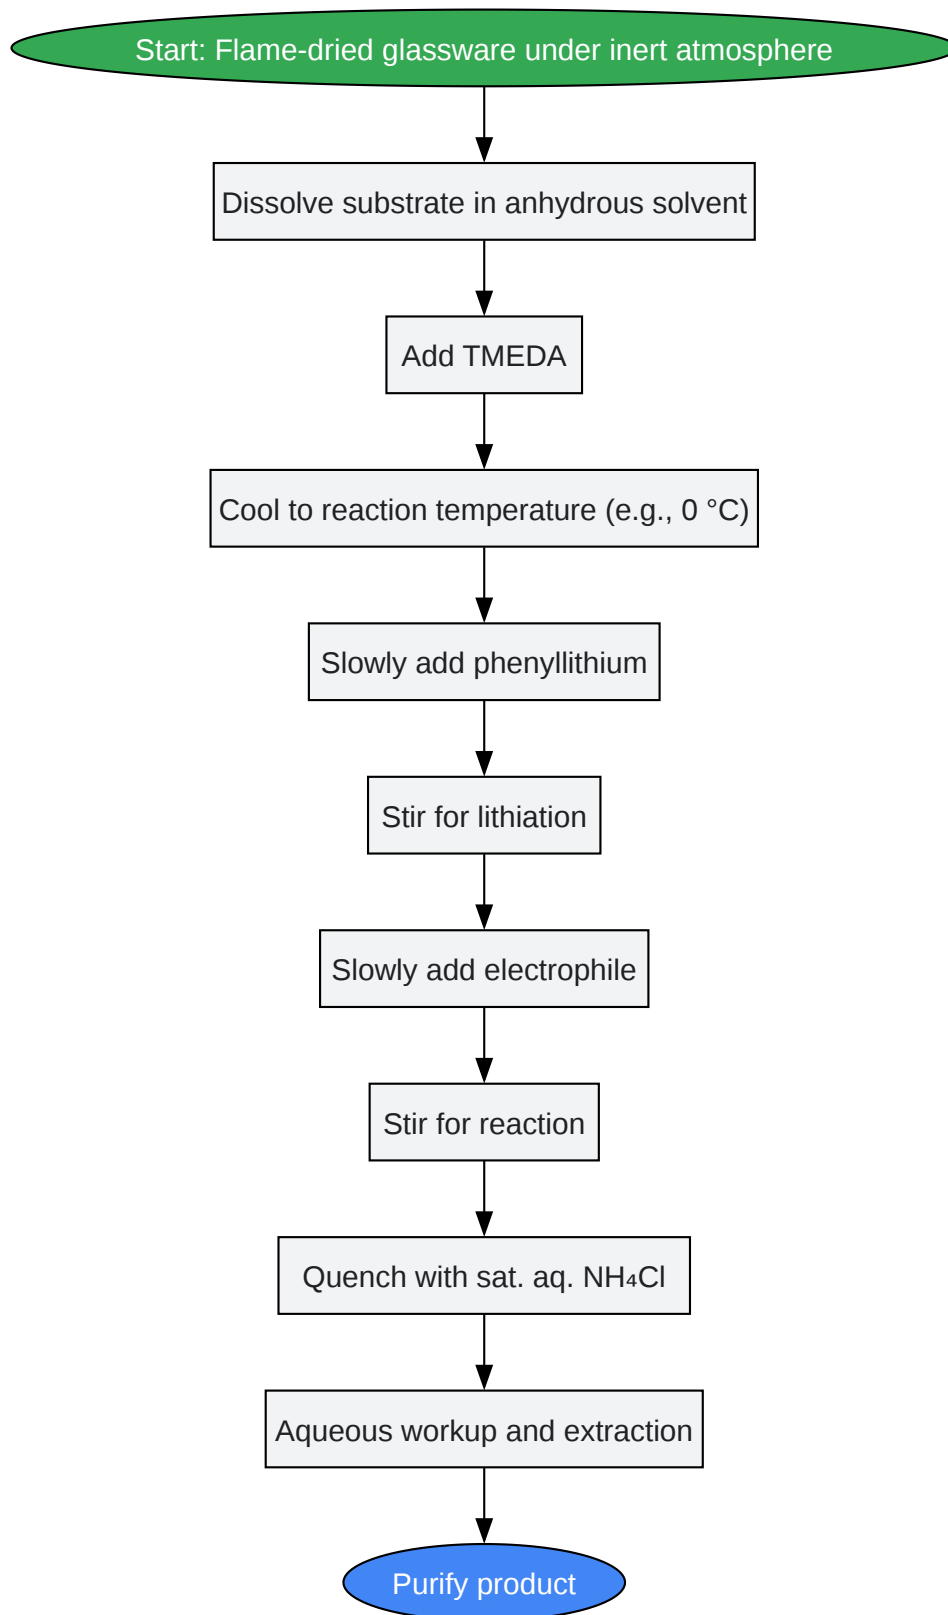 Start: Flame-dried glassware under inert atmosphere
Dissolve substrate in anhydrous solvent
Add TMEDA
Cool to reaction temperature (e.g., 0 °C)
Slowly add phenyllithium
Stir for lithiation
Slowly add electrophile
Stir for reaction
Quench with sat. aq. NH₄Cl
Aqueous workup and extraction
Purify product